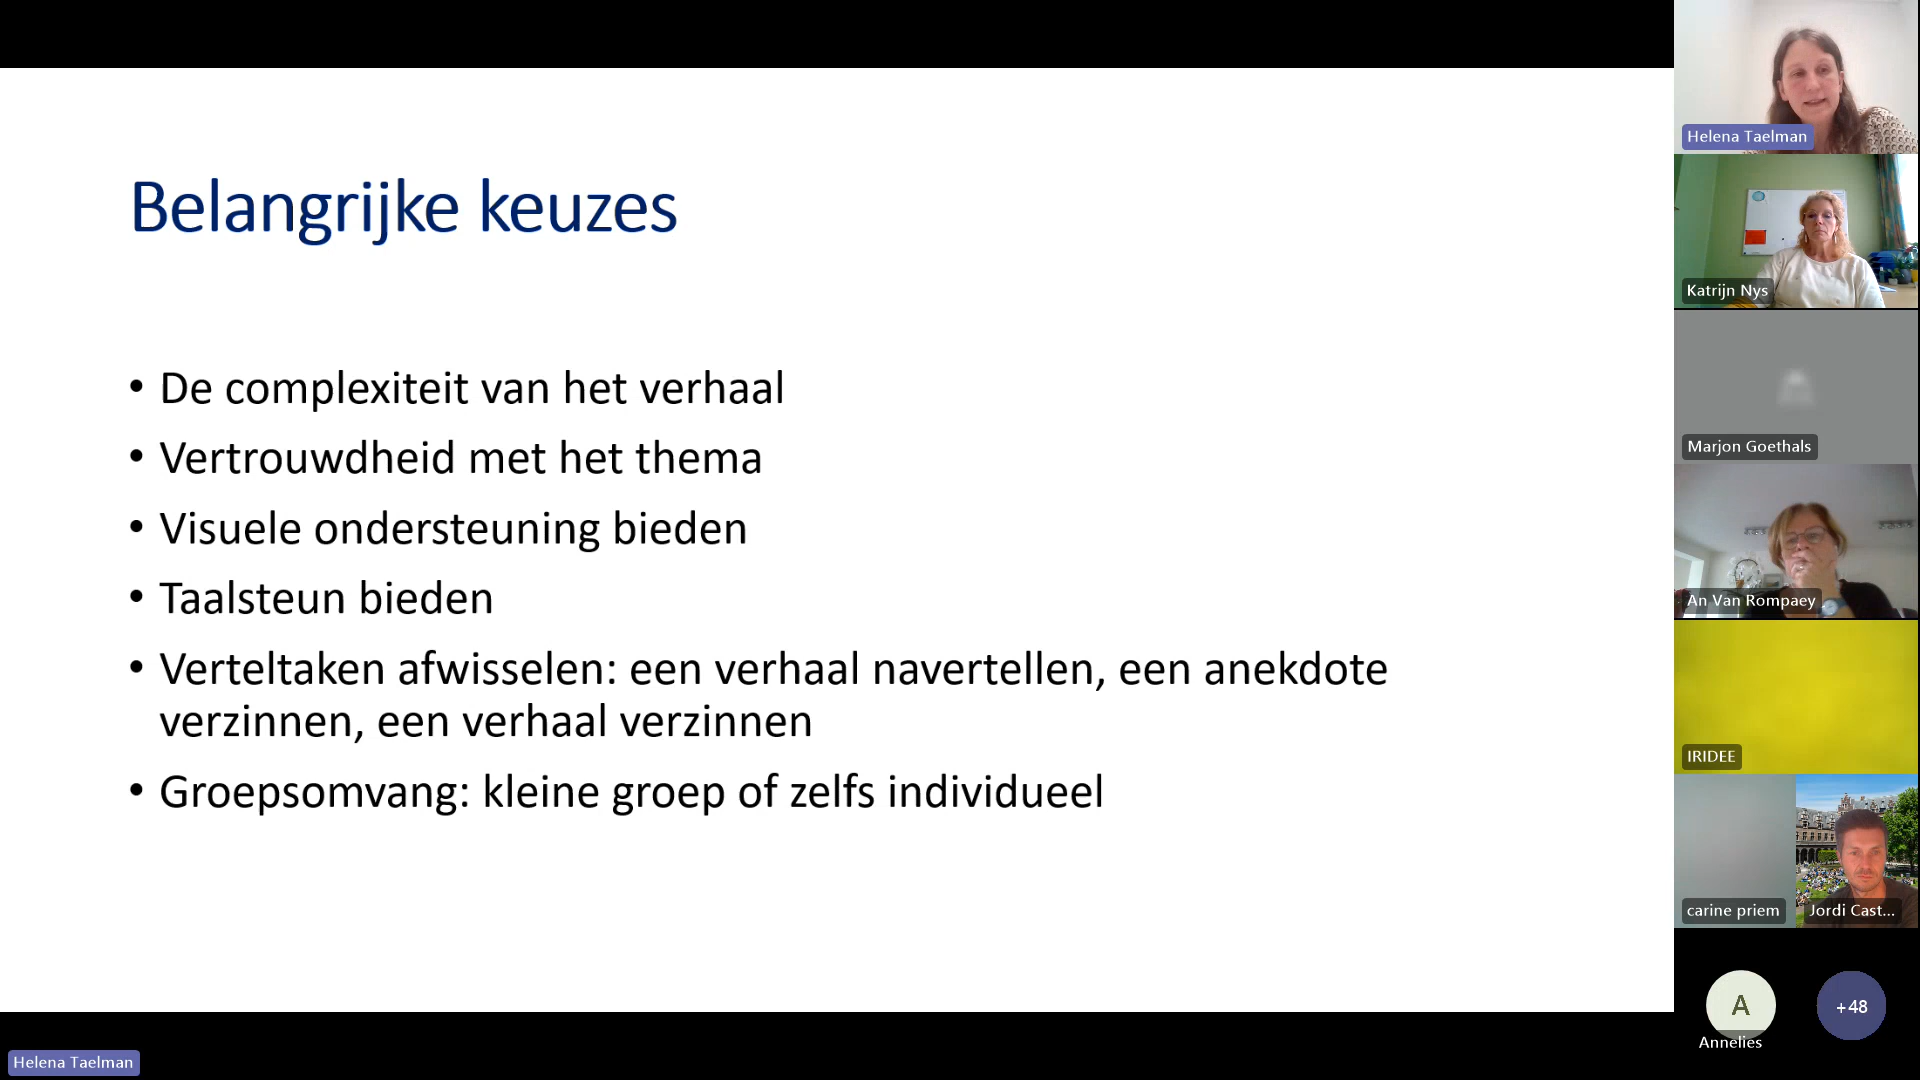 Belangrijke keuzes
• De complexiteit van het verhaal
• Vertrouwdheid met het thema
• Visuele ondersteuning bieden
• Taalsteun bieden
• Verteltaken afwisselen: een verhaal navertellen, een anekdote
verzinnen, een verhaal verzinnen
• Groepsomvang: kleine groep of zelfs individueel
Helena Taelman
Katrijn Nys
Marjon Goethals
An Van Rompaey
IRIDEE
carine priem
Jordi Cast...
A
Annelies
+48
Helena Taelman